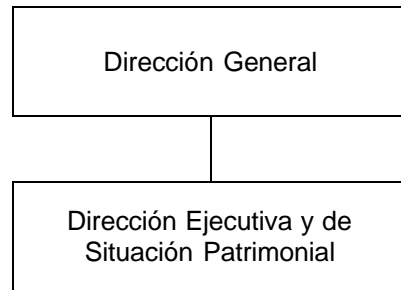 Dirección General
Dirección Ejecutiva y de
Situación Patrimonial